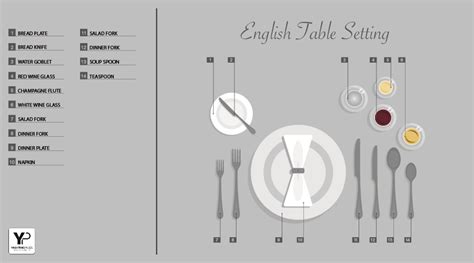 English Table Setting
1 BREAD PLATE
2 BREAD KNIFE
3 WATER GOBLET
4 RED WINE GLASS
5 CHAMPAGNE FLUTE
6 WHITE WINE GLASS
7 SALAD FORK
8 DINNER FORK
9 DINNER PLATE
10 NAPKIN
11 SALAD FORK
12 DINNER FORK
13 SOUP SPOON
14 TEASPOON
1 2 3 4 5 6
7 8 9 10 11 12 13 14
YP